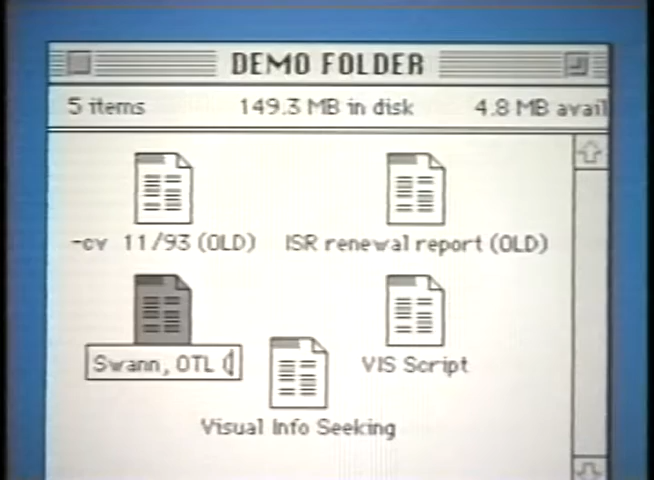 DEMO FOLDER
5 items 149.3 MB in disk 4.8 MB avail
-cv 11/93 (OLD) ISR renewal report (OLD)
Swann, OTL (
VIS Script
Visual Info Seeking